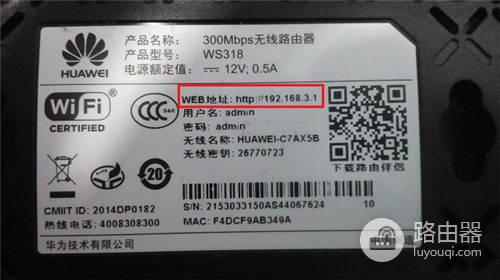 产品名称: 300Mbps无线路由器
产品型号: WS318
电源额定值: 12V; 0.5A
HUAWEI
WEB地址: http://192.168.3.1
用户名: admin
密码: admin
无线名称: HUAWEI-C7AX5B
无线密钥: 26770723
WiFi
CERTIFIED
CCC
S&E
20
下载路由伴侣
CMIIT ID: 2014DP0182
热线电话: 4008308300
华为技术有限公司
S/N: 2153033150AS44067624
10
MAC: F4DCF9AB349A
路由器
luyouqi.com